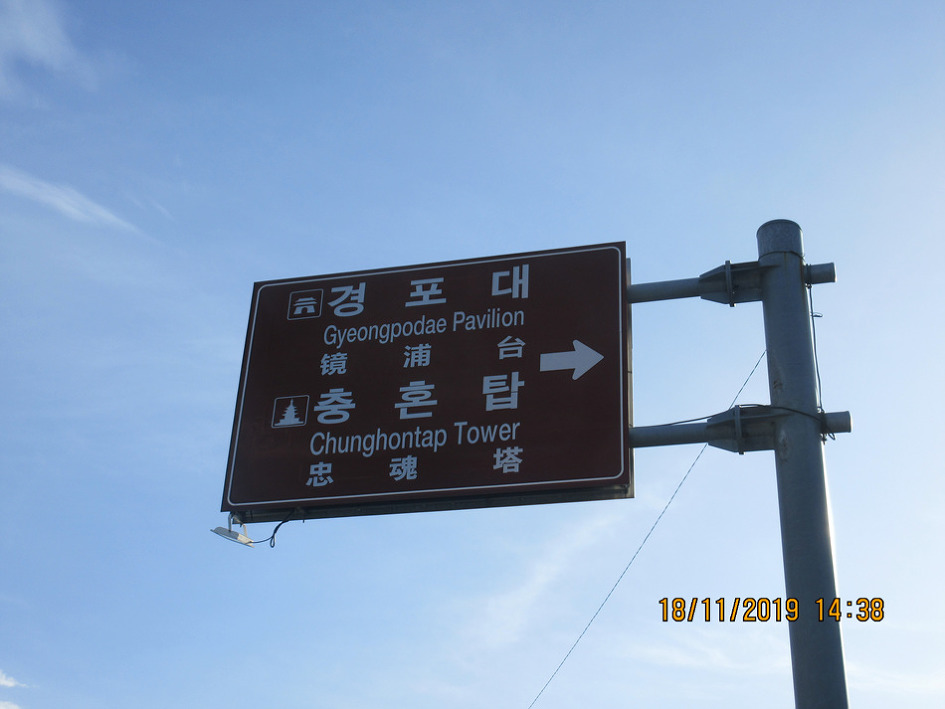 경포대
Gyeongpodae Pavilion
镜浦台
충혼탑
Chunghontap Tower
忠魂塔
18/11/2019 14:38